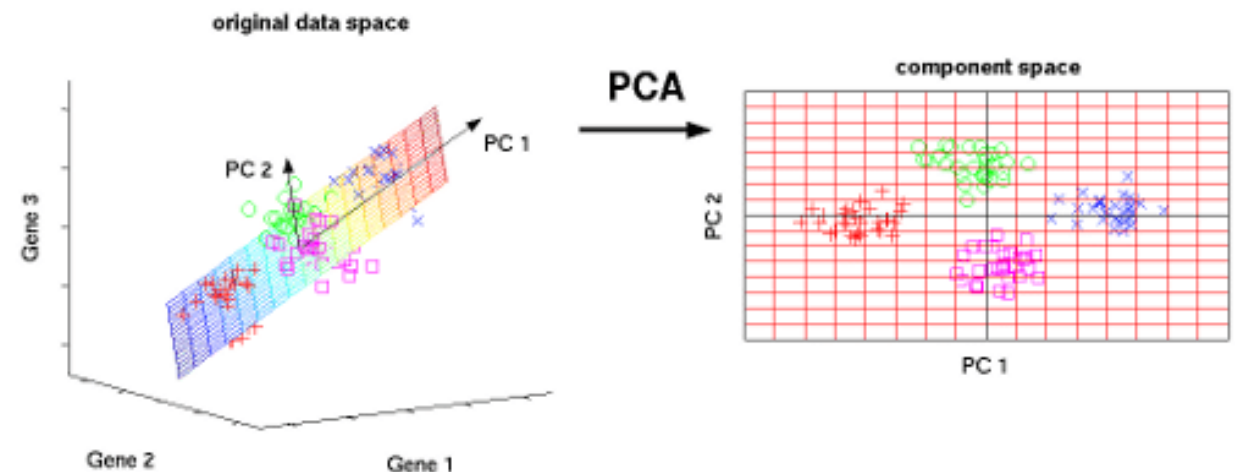 original data space
PC 1
PC 2
Gene 3
Gene 2
Gene 1
PCA
component space
PC 2
PC 1